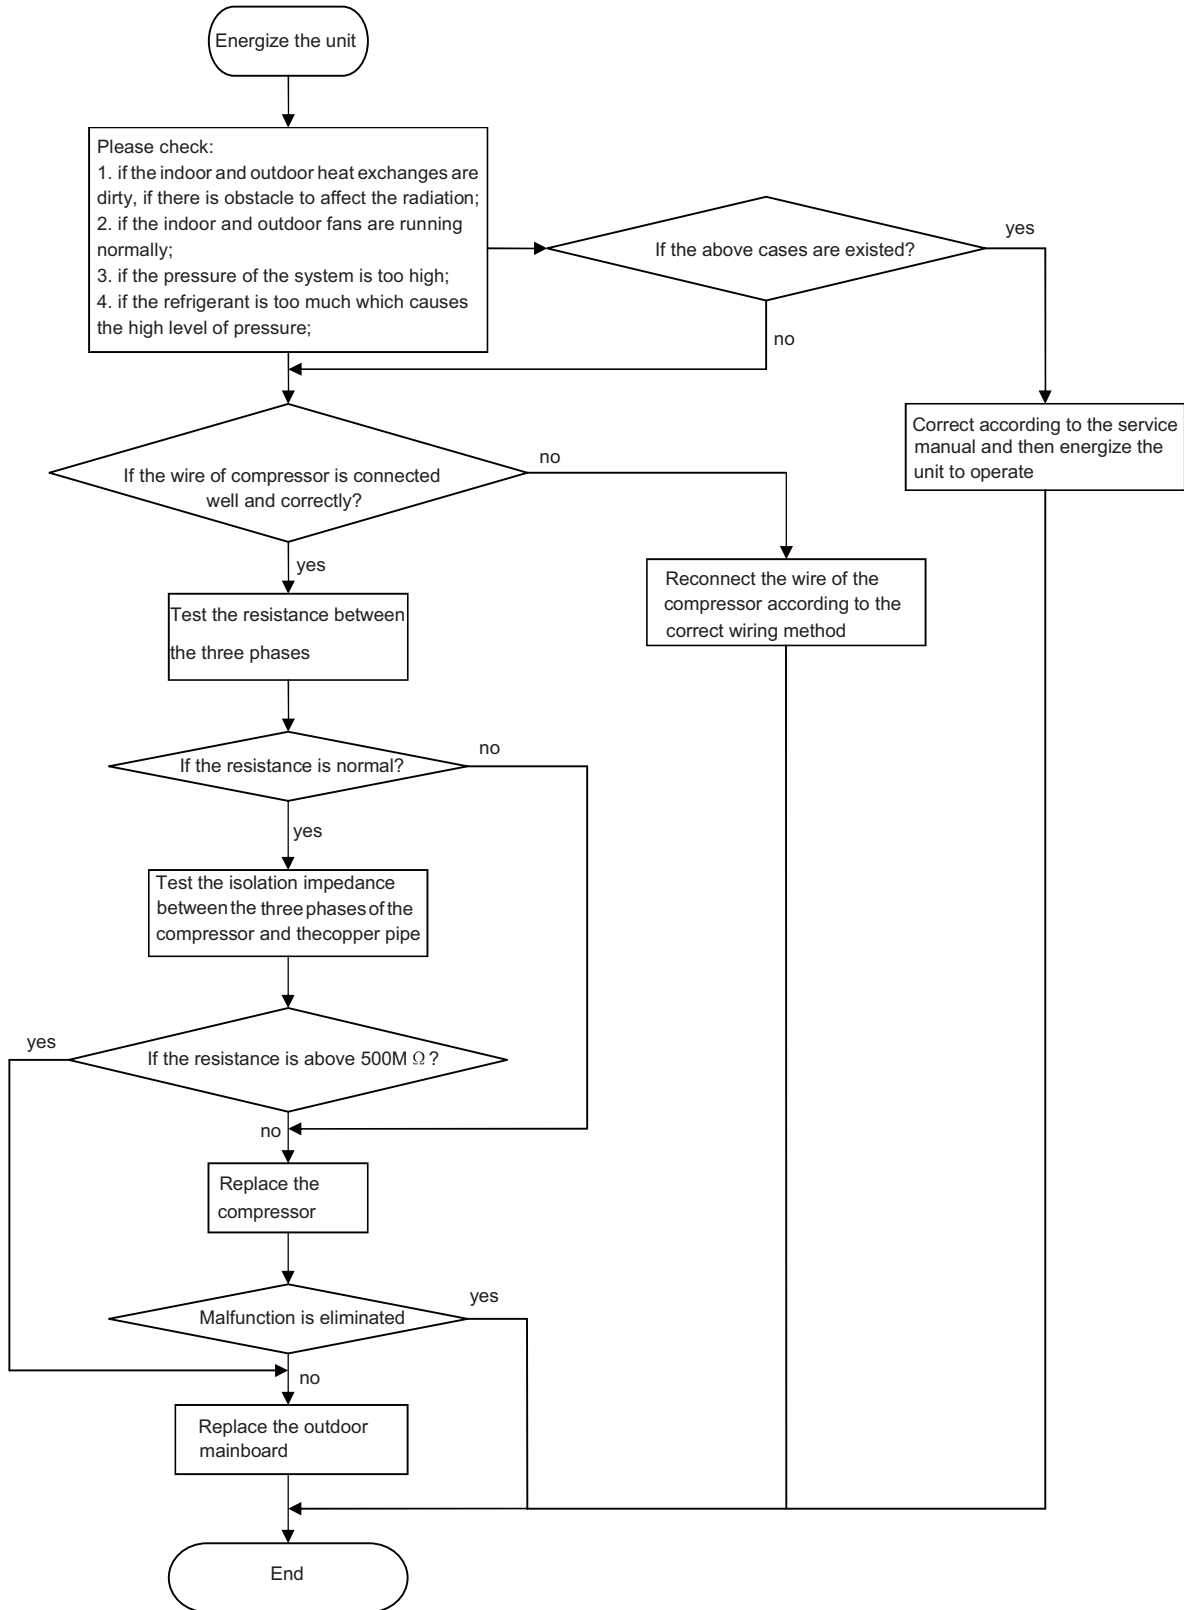 Energize the unit
Please check:
1. if the indoor and outdoor heat exchanges are
dirty, if there is obstacle to affect the radiation;
2. if the indoor and outdoor fans are running
normally;
3. if the pressure of the system is too high;
4. if the refrigerant is too much which causes
the high level of pressure;
If the above cases are existed?
yes
no
Correct according to the service
manual and then energize the
unit to operate
If the wire of compressor is connected
well and correctly?
no
yes
Reconnect the wire of the
compressor according to the
correct wiring method
Test the resistance between
the three phases
If the resistance is normal?
no
yes
Test the isolation impedance
between the three phases of the
compressor and thecopper pipe
yes
If the resistance is above 500M Ω ?
no
Replace the
compressor
Malfunction is eliminated
yes
no
Replace the outdoor
mainboard
End